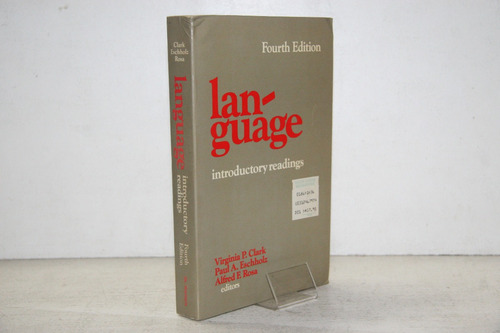 Clark
Eschholz
Rosa
language
introductory
readings
Fourth
Edition
Fourth Edition
lan-
guage
introductory readings
Virginia P. Clark
Paul A. Eschholz
Alfred F. Rosa
editors